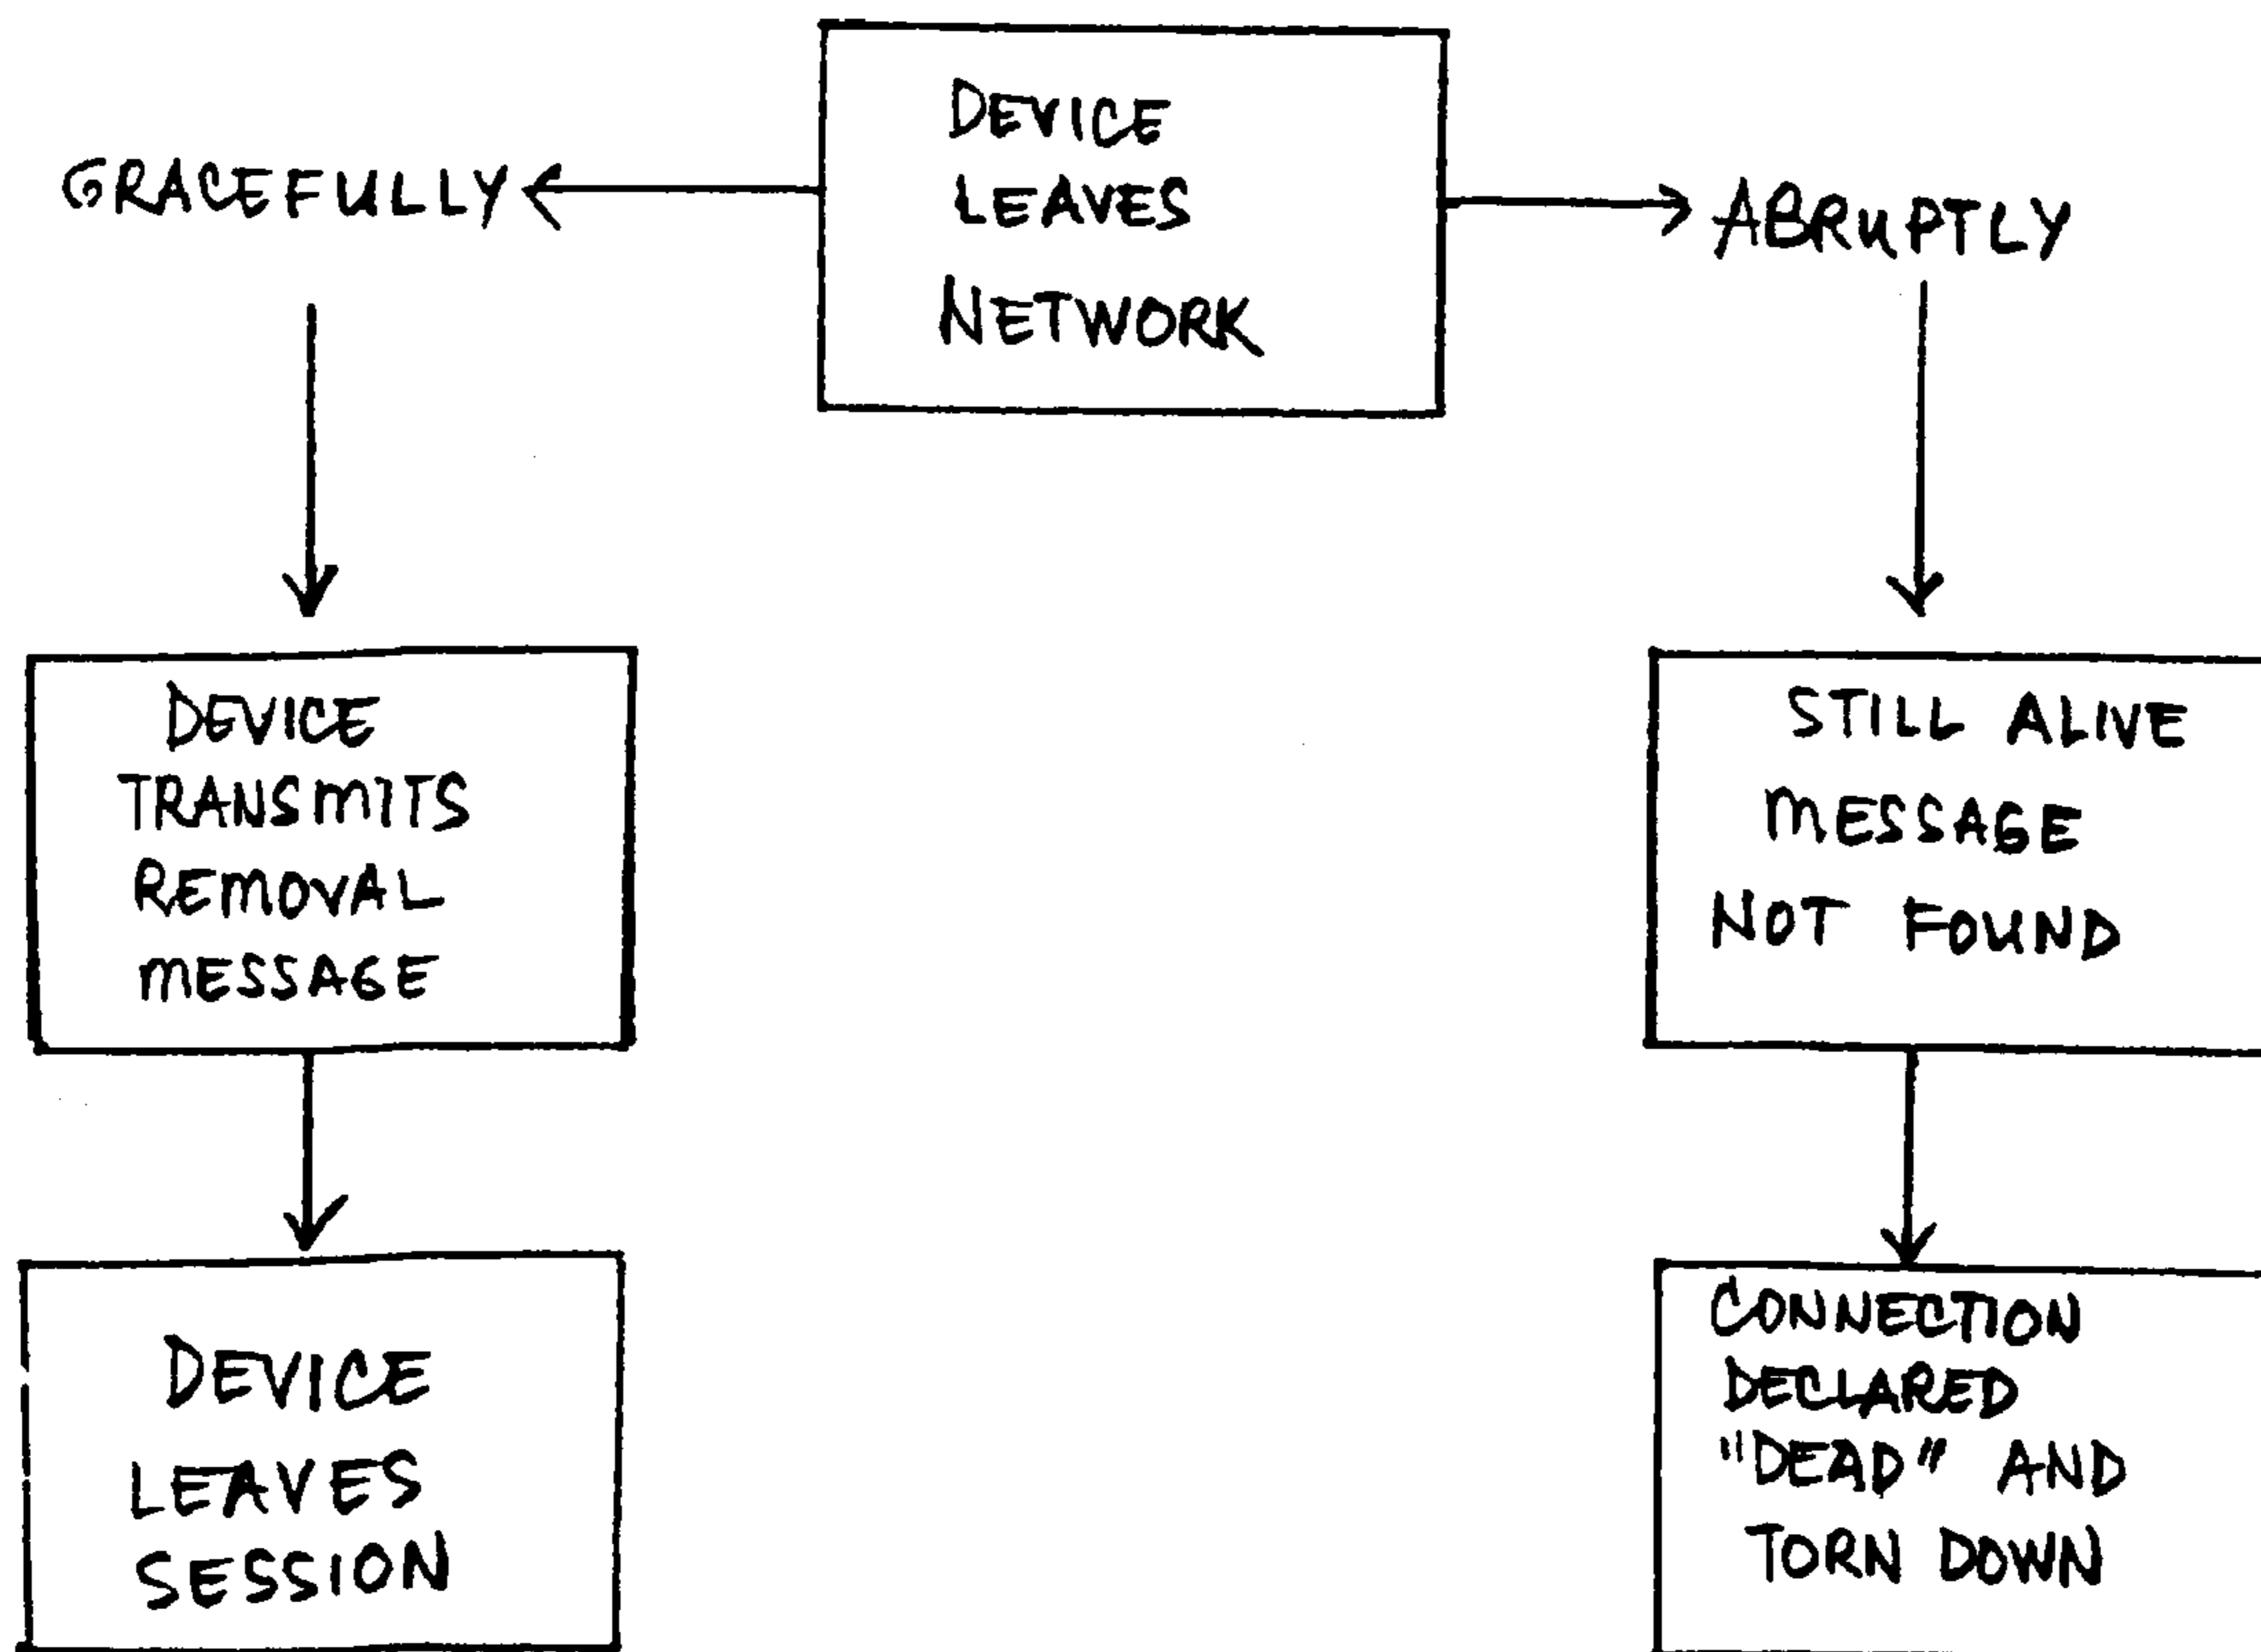 DEVICE
LEAVES
NETWORK
GRACEFULLY
ABRUPTLY
DEVICE
TRANSMITS
REMOVAL
MESSAGE
STILL ALIVE
MESSAGE
NOT FOUND
DEVICE
LEAVES
SESSION
CONNECTION
DECLARED
"DEAD" AND
TORN DOWN